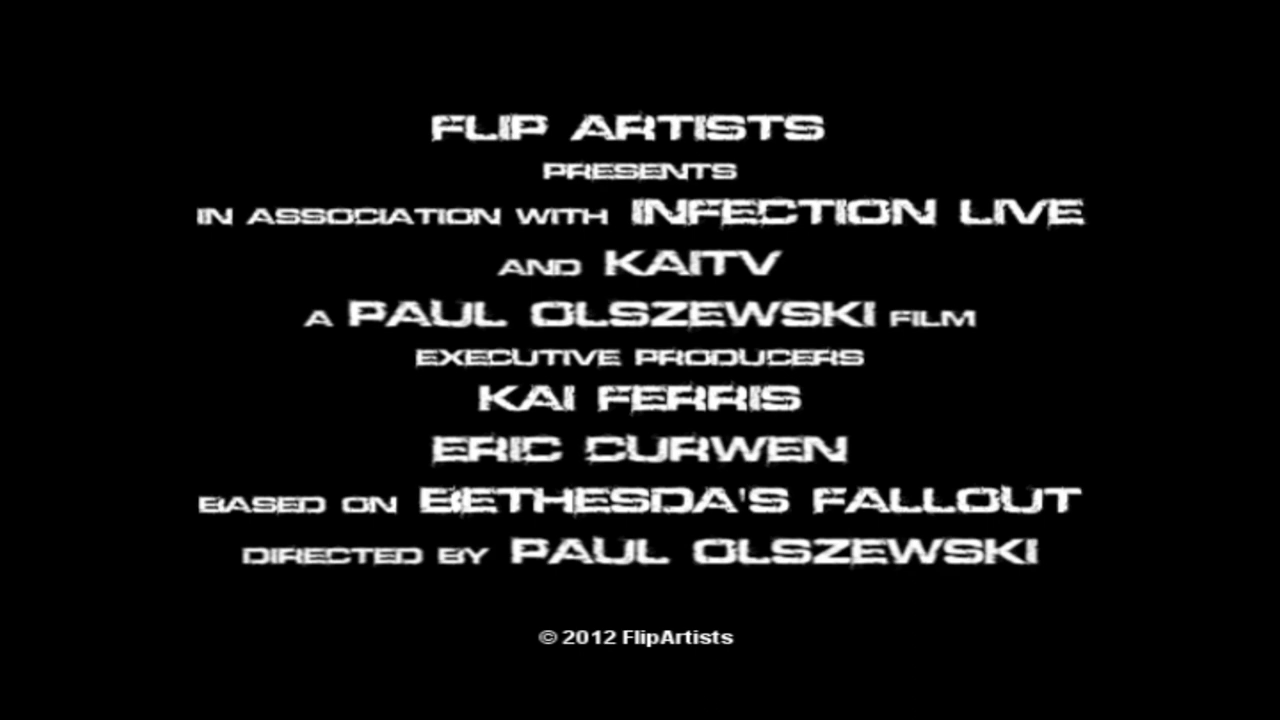 FLIP ARTISTS
PRESENTS
IN ASSOCIATION WITH INFECTION LIVE
AND KAITV
A PAUL OLSZEWSKI FILM
EXECUTIVE PRODUCERS
KAI FERRIS
ERIC CURWEN
BASED ON BETHESDA'S FALLOUT
DIRECTED BY PAUL OLSZEWSKI
© 2012 FlipArtists